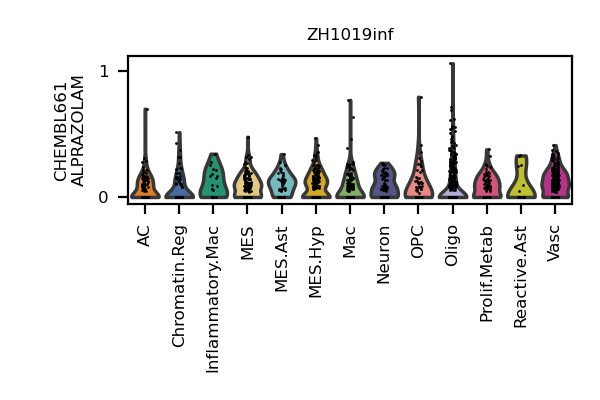 ZH1019inf
CHEMBL661
ALPRAZOLAM
1
0
AC
Chromatin.Reg
Inflammatory.Mac
MES
MES.Ast
MES.Hyp
Mac
Neuron
OPC
Oligo
Prolif.Metab
Reactive.Ast
Vasc